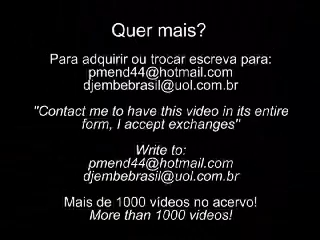 Quer mais?
Para adquirir ou trocar escreva para:
pmend44@hotmail.com
djembebrasil@uol.com.br
"Contact me to have this video in its entire
form, I accept exchanges"
Write to:
pmend44@hotmail.com
djembebrasil@uol.com.br
Mais de 1000 vídeos no acervo!
More than 1000 videos!